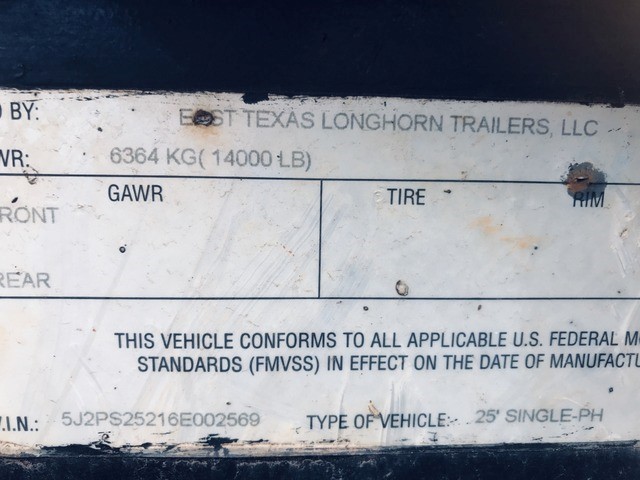 D BY: EAST TEXAS LONGHORN TRAILERS, LLC
WR: 6364 KG( 14000 LB)
GAWR TIRE RIM
RONT
REAR
THIS VEHICLE CONFORMS TO ALL APPLICABLE U.S. FEDERAL MO
STANDARDS (FMVSS) IN EFFECT ON THE DATE OF MANUFACTU
V.I.N.: 5J2PS25216E002569 TYPE OF VEHICLE: 25' SINGLE-PH